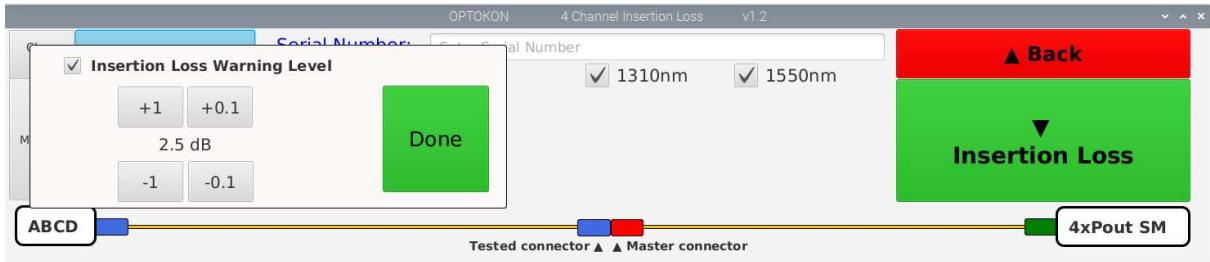 OPTOKON 4 Channel Insertion Loss v1.2
Serial Number: Enter Serial Number
▲ Back
Insertion Loss Warning Level
1310nm 1550nm
+1 +0.1
Done
2.5 dB
▼
Insertion Loss
-1 -0.1
ABCD
4xPout SM
Tested connector ▲ ▲ Master connector